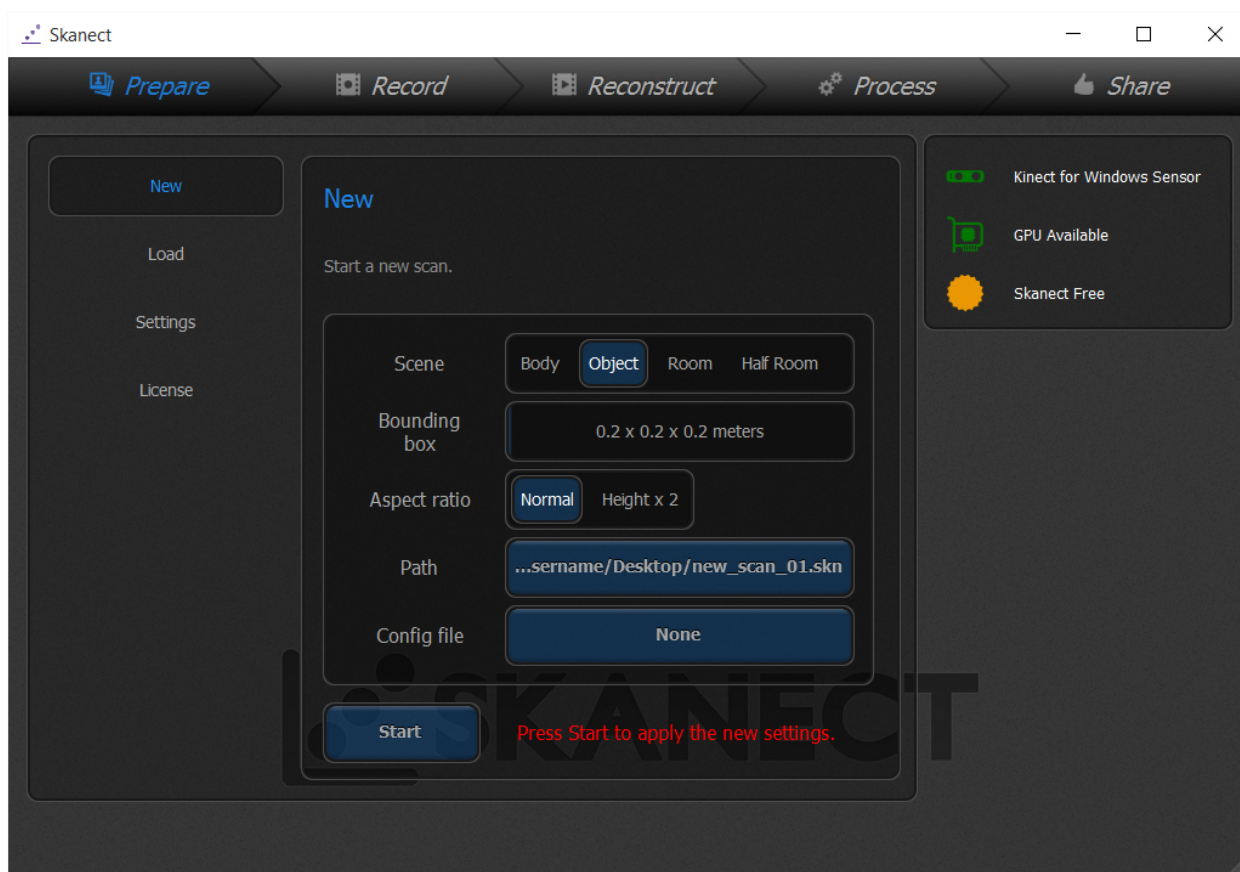 Skanect
Prepare Record Reconstruct Process Share
New
Load
Settings
License
New
Start a new scan.
Scene Body Object Room Half Room
Bounding
box
0.2 x 0.2 x 0.2 meters
Aspect ratio Normal Height x 2
Path ...sername/Desktop/new_scan_01.skn
Config file None
Start Press Start to apply the new settings.
SKANECT
Kinect for Windows Sensor
GPU Available
Skanect Free